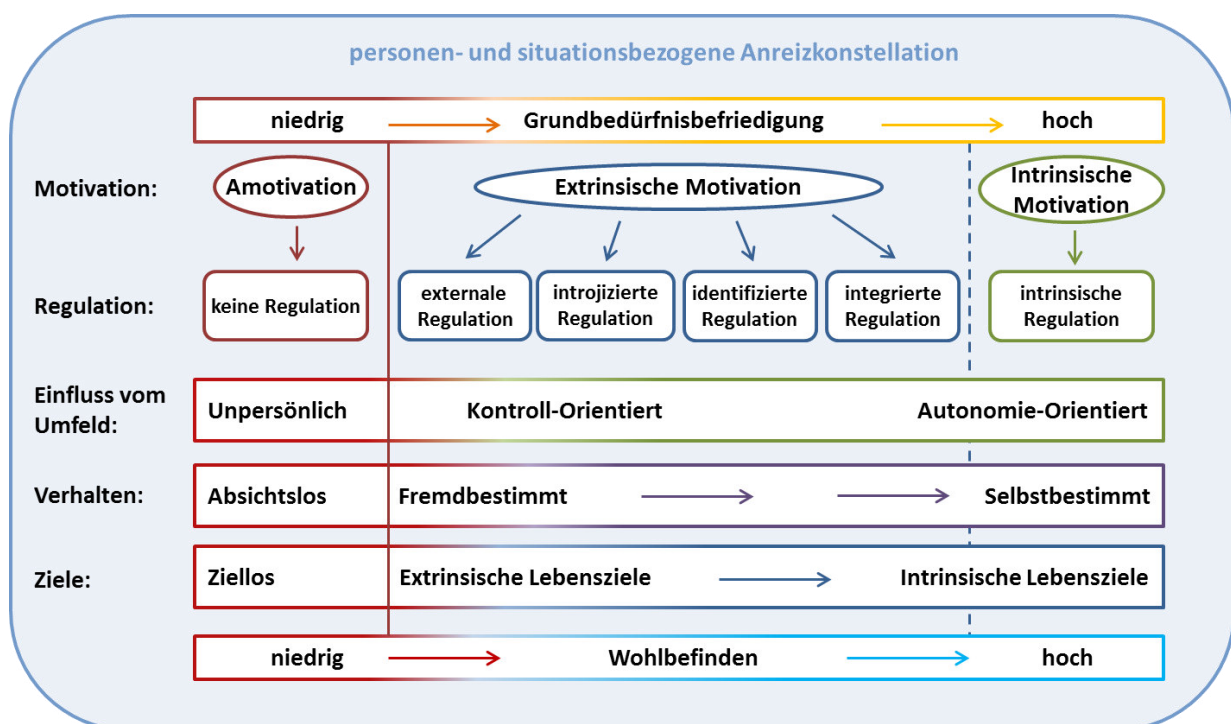 personen- und situationsbezogene Anreizkonstellation
niedrig Grundbedürfnisbefriedigung hoch
Motivation:
Amotivation
Extrinsische Motivation
Intrinsische
Motivation
Regulation:
keine Regulation
externale
Regulation
introjizierte
Regulation
identifizierte
Regulation
integrierte
Regulation
intrinsische
Regulation
Einfluss vom
Umfeld:
Unpersönlich Kontroll-Orientiert Autonomie-Orientiert
Verhalten:
Absichtslos Fremdbestimmt Selbstbestimmt
Ziele:
Ziellos Extrinsische Lebensziele Intrinsische Lebensziele
niedrig Wohlbefinden hoch